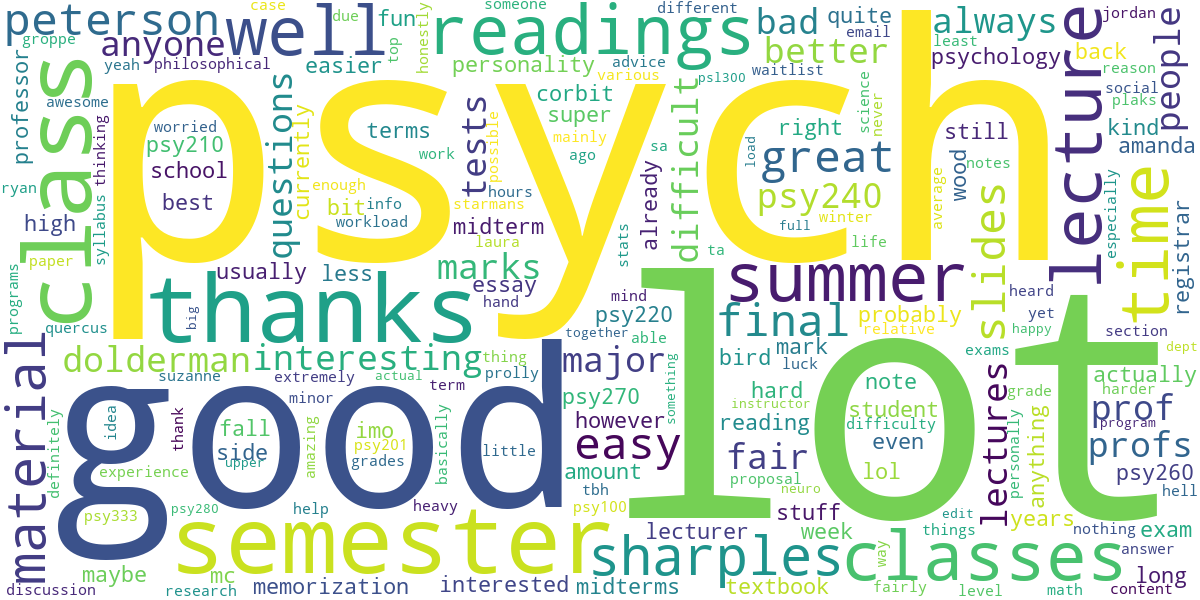 peterson
groppe
yeah
philosophical
anyone
case
well
due
top
fun
honestly
easier
readings
someone
personality
advice
various
different
bad
waitlist
quite
email
better
always
least
psychology
jordan
back
reason
social
plaks
people
lecture
professor
awesome
thinking
class
psych
worried
psy210
school
best
questions
currently
enough
bit
info
workload
terms
work
tests
possible
corbit
super
mainly
ago
starmans
hours
midterm
laura
difficult
psl300
sa
already
stats
ta
load
right
great
psy240
winter
full
average
life
science
never
still
wood
notes
slides
kind
amanda
especially
time
registrar
ryan
high
syllabus
paper
programs
quercus
usually
less
big
thanks
marks
essay
hand
mind
psy220
together
able
summer
final
probably
relative
heard
yet
happy
section
dept
material
dolderman
interesting
thing
suzanne
extremely
actual
prolly
term
minor
major
something
bird
mark
luck
hard
instructor
reading
lot
note
student
difficulty
even
lol
exams
lectures
grade
personally
anything
actually
harder
prof
program
profs
psy260
hell
good
idea
thank
fall
side
upper
definitely
experience
amazing
imo
psy201
grades
basically
little
psy270
however
easy
amount
fair
proposal
neuro
tbh
psy100
psy333
psy280
help
heavy
semester
lecturer
stuff
week
edit
things
years
nothing
exam
answer
maybe
mc
discussion
research
memorization
interested
sharples
midterms
textbook
classes
way
fairly
level
math
long
content